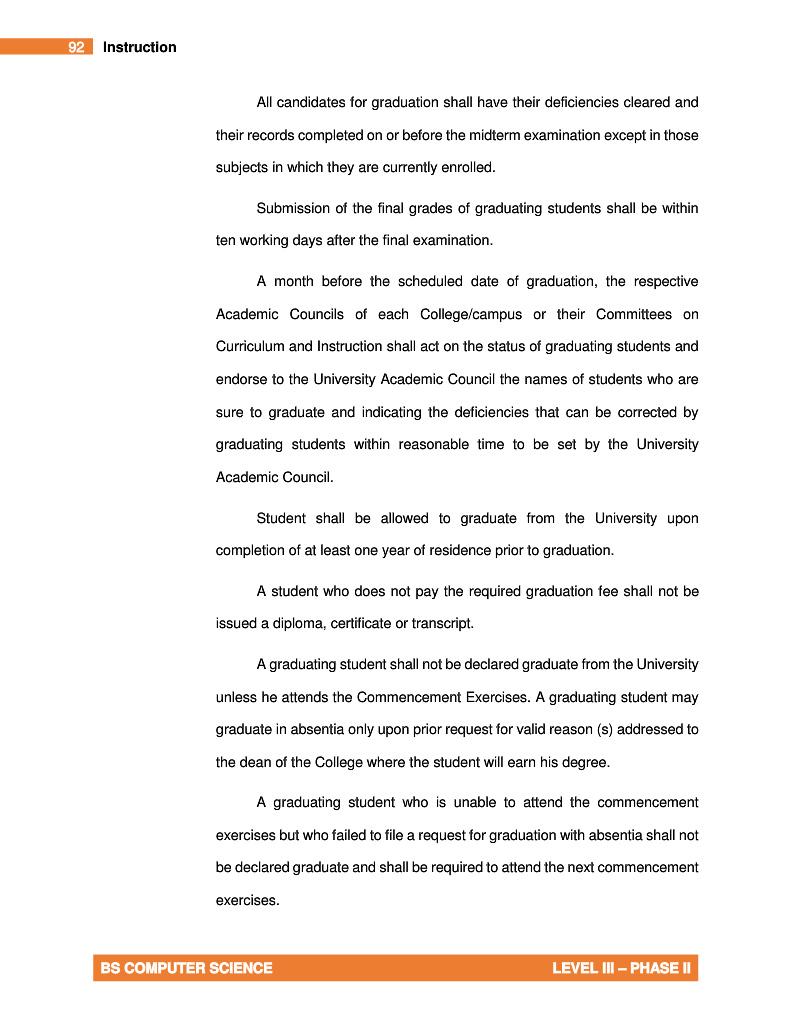 92 Instruction
All candidates for graduation shall have their deficiencies cleared and
their records completed on or before the midterm examination except in those
subjects in which they are currently enrolled.
Submission of the final grades of graduating students shall be within
ten working days after the final examination.
A month before the scheduled date of graduation, the respective
Academic Councils of each College/campus or their Committees on
Curriculum and Instruction shall act on the status of graduating students and
endorse to the University Academic Council the names of students who are
sure to graduate and indicating the deficiencies that can be corrected by
graduating students within reasonable time to be set by the University
Academic Council.
Student shall be allowed to graduate from the University upon
completion of at least one year of residence prior to graduation.
A student who does not pay the required graduation fee shall not be
issued a diploma, certificate or transcript.
A graduating student shall not be declared graduate from the University
unless he attends the Commencement Exercises. A graduating student may
graduate in absentia only upon prior request for valid reason (s) addressed to
the dean of the College where the student will earn his degree.
A graduating student who is unable to attend the commencement
exercises but who failed to file a request for graduation with absentia shall not
be declared graduate and shall be required to attend the next commencement
exercises.
BS COMPUTER SCIENCE LEVEL III – PHASE II